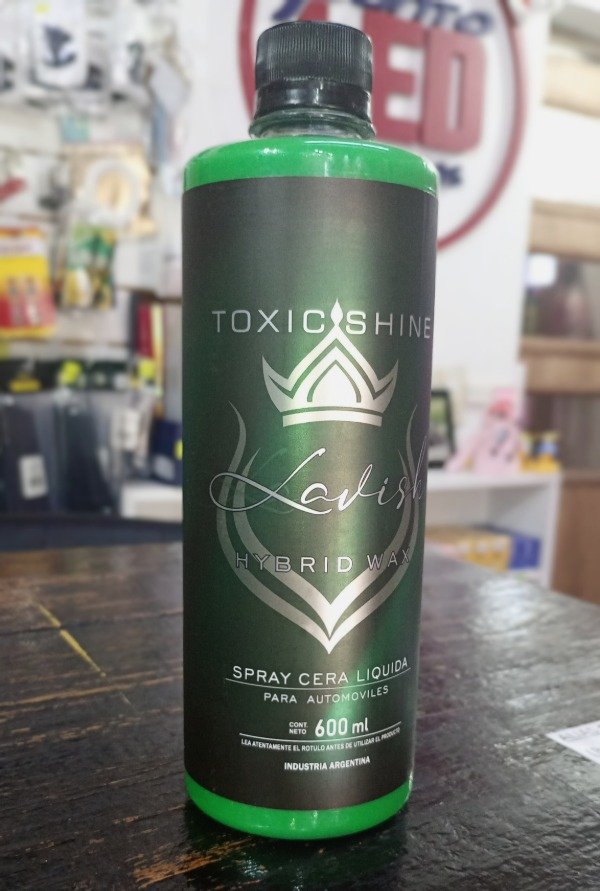 RED
TOXIC SHINE
Lavish
HYBRID WAX
SPRAY CERA LIQUIDA
PARA AUTOMOVILES
CONT.
NETO 600 ml
LEA ATENTAMENTE EL ROTULO ANTES DE UTILIZAR EL PRODUCTO
INDUSTRIA ARGENTINA